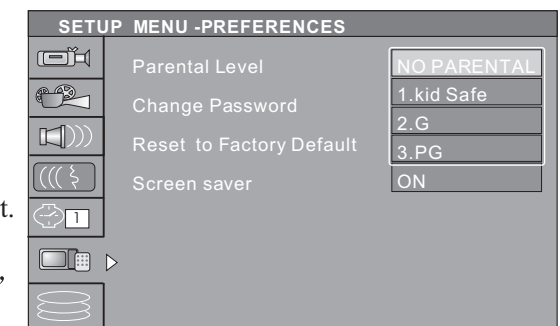 SETUP MENU -PREFERENCES
Parental Level
NO PARENTAL
1.kid Safe
Change Password
2.G
Reset to Factory Default
3.PG
Screen saver
ON
t.
1
,